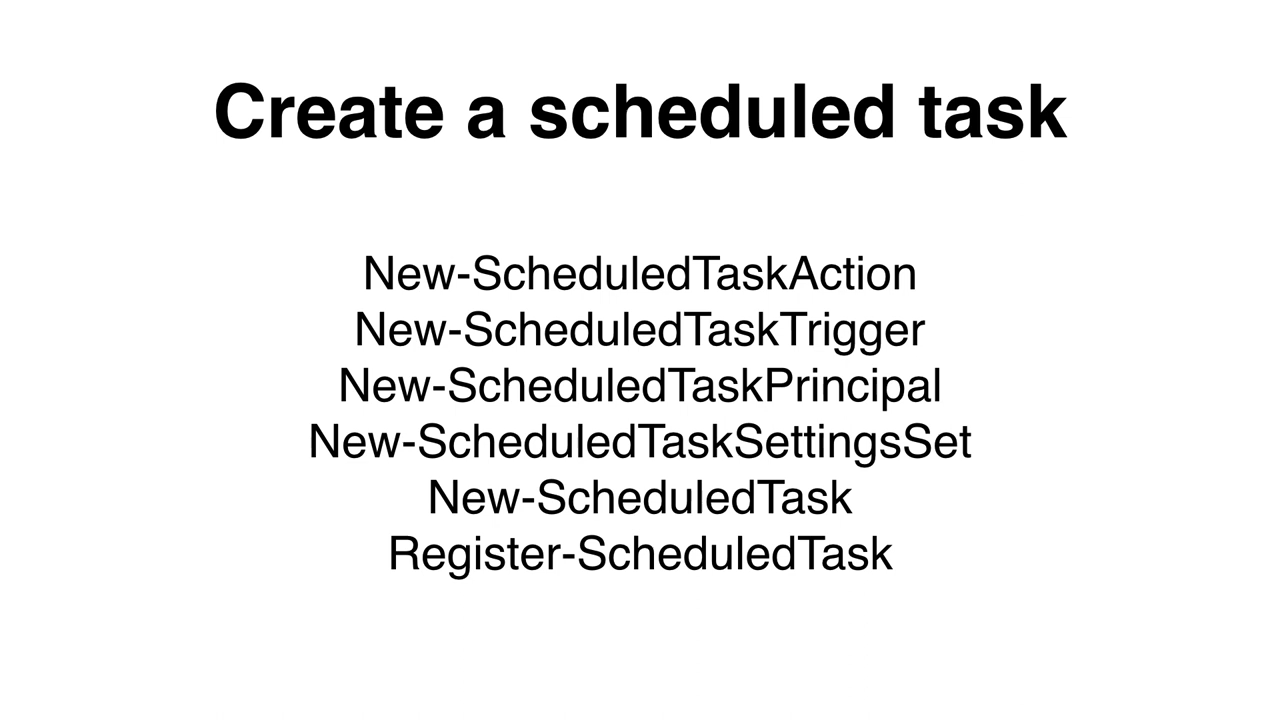 Create a scheduled task
New-ScheduledTaskAction
New-ScheduledTaskTrigger
New-ScheduledTaskPrincipal
New-ScheduledTaskSettingsSet
New-ScheduledTask
Register-ScheduledTask